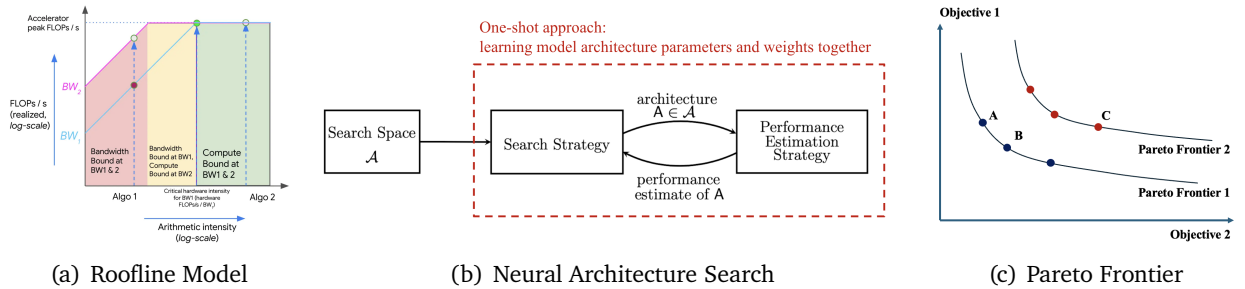 Accelerator
peak FLOPs / s
BW₂
FLOPs / s
(realized,
log-scale)
BW₁
Bandwidth
Bound at
BW1 & 2
Bandwidth
Bound at BW1,
Compute
Bound at BW2
Compute
Bound at
BW1 & 2
Algo 1
Critical hardware intensity
for BW1 (hardware
FLOPs/s / BW₁)
Algo 2
Arithmetic intensity
(log-scale)
(a) Roofline Model
One-shot approach:
learning model architecture parameters and weights together
Search Space
𝒜
Search Strategy
architecture
A ∈ 𝒜
Performance
Estimation
Strategy
performance
estimate of A
(b) Neural Architecture Search
Objective 1
A
B
C
Pareto Frontier 2
Pareto Frontier 1
Objective 2
(c) Pareto Frontier